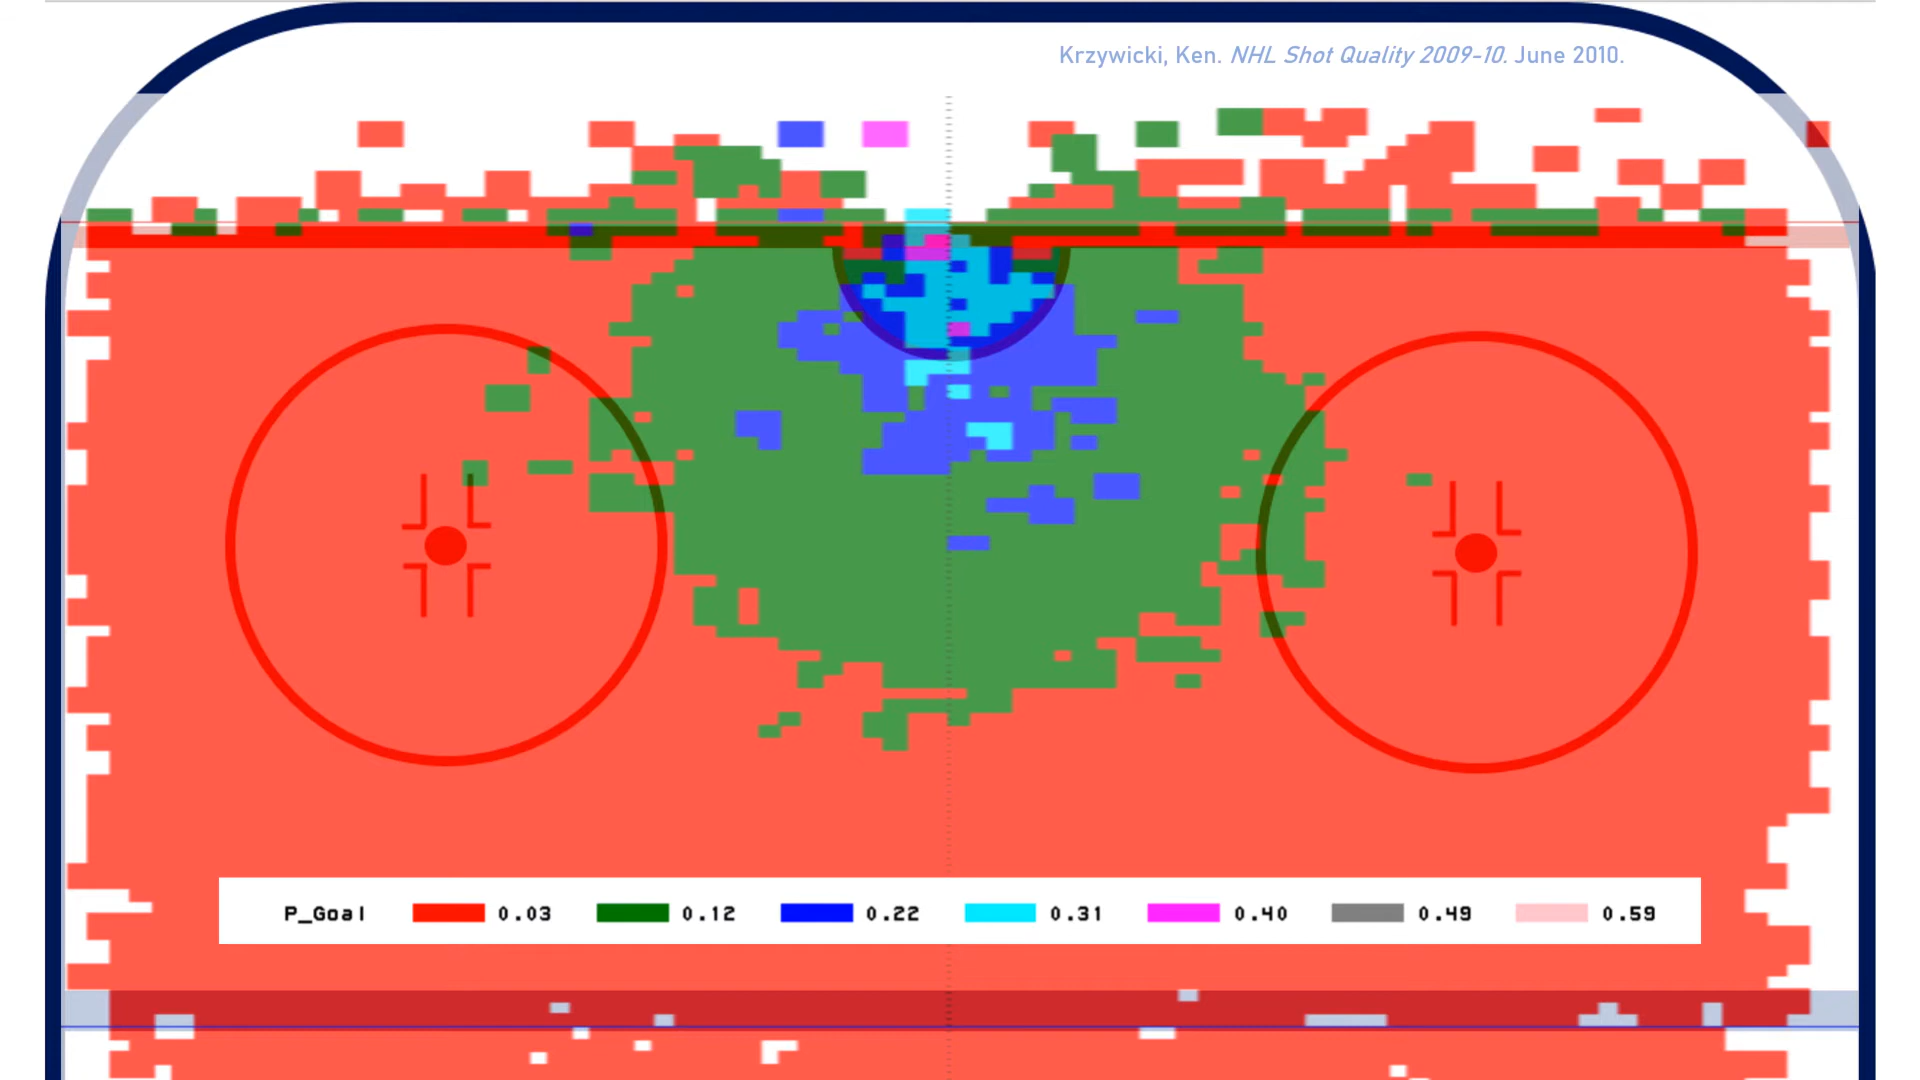 Krzywicki, Ken. NHL Shot Quality 2009-10. June 2010.
P_Goal 0.03 0.12 0.22 0.31 0.40 0.49 0.59